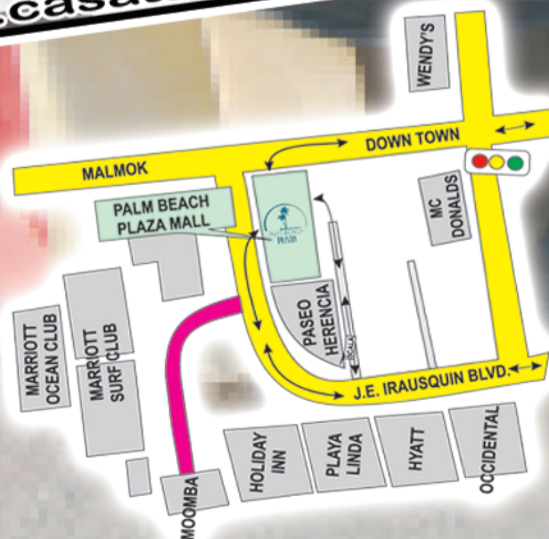 .casa
WENDY'S
DOWN TOWN
MALMOK
PALM BEACH
PLAZA MALL
PLAZA
MC
DONALDS
PASEO
HERENCIA
MARRIOTT
OCEAN CLUB
MARRIOTT
SURF CLUB
J.E. IRAUSQUIN BLVD.
HOLIDAY
INN
PLAYA
LINDA
HYATT
OCCIDENTAL
MOOMBA